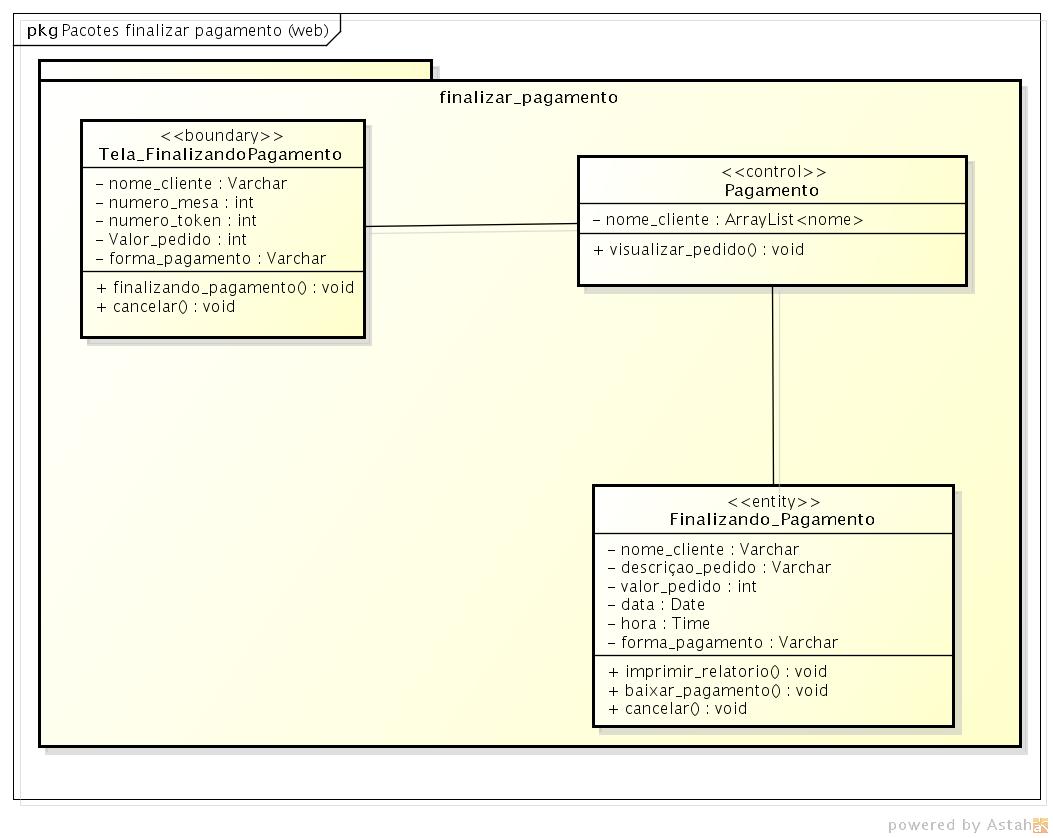 pkg Pacotes finalizar pagamento (web)
finalizar_pagamento
<<boundary>>
Tela_FinalizandoPagamento
- nome_cliente : Varchar
- numero_mesa : int
- numero_token : int
- Valor_pedido : int
- forma_pagamento : Varchar
+ finalizando_pagamento() : void
+ cancelar() : void
<<control>>
Pagamento
- nome_cliente : ArrayList<nome>
+ visualizar_pedido() : void
<<entity>>
Finalizando_Pagamento
- nome_cliente : Varchar
- descriçao_pedido : Varchar
- valor_pedido : int
- data : Date
- hora : Time
- forma_pagamento : Varchar
+ imprimir_relatorio() : void
+ baixar_pagamento() : void
+ cancelar() : void
powered by Astah